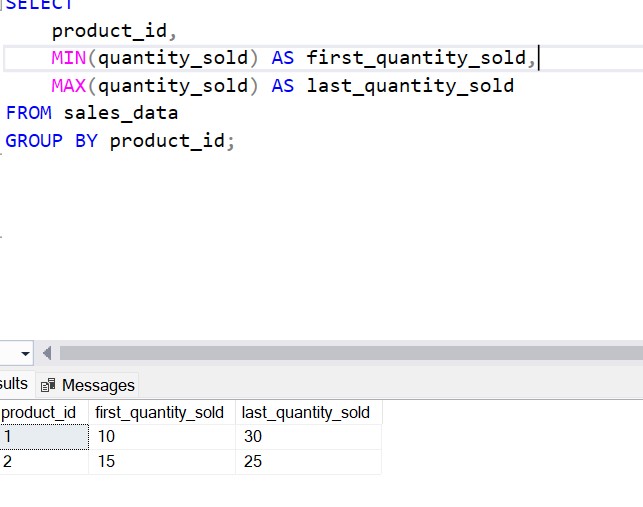 SELECT
product_id,
MIN(quantity_sold) AS first_quantity_sold,
MAX(quantity_sold) AS last_quantity_sold
FROM sales_data
GROUP BY product_id;
sults Messages
product_id first_quantity_sold last_quantity_sold
1 10 30
2 15 25